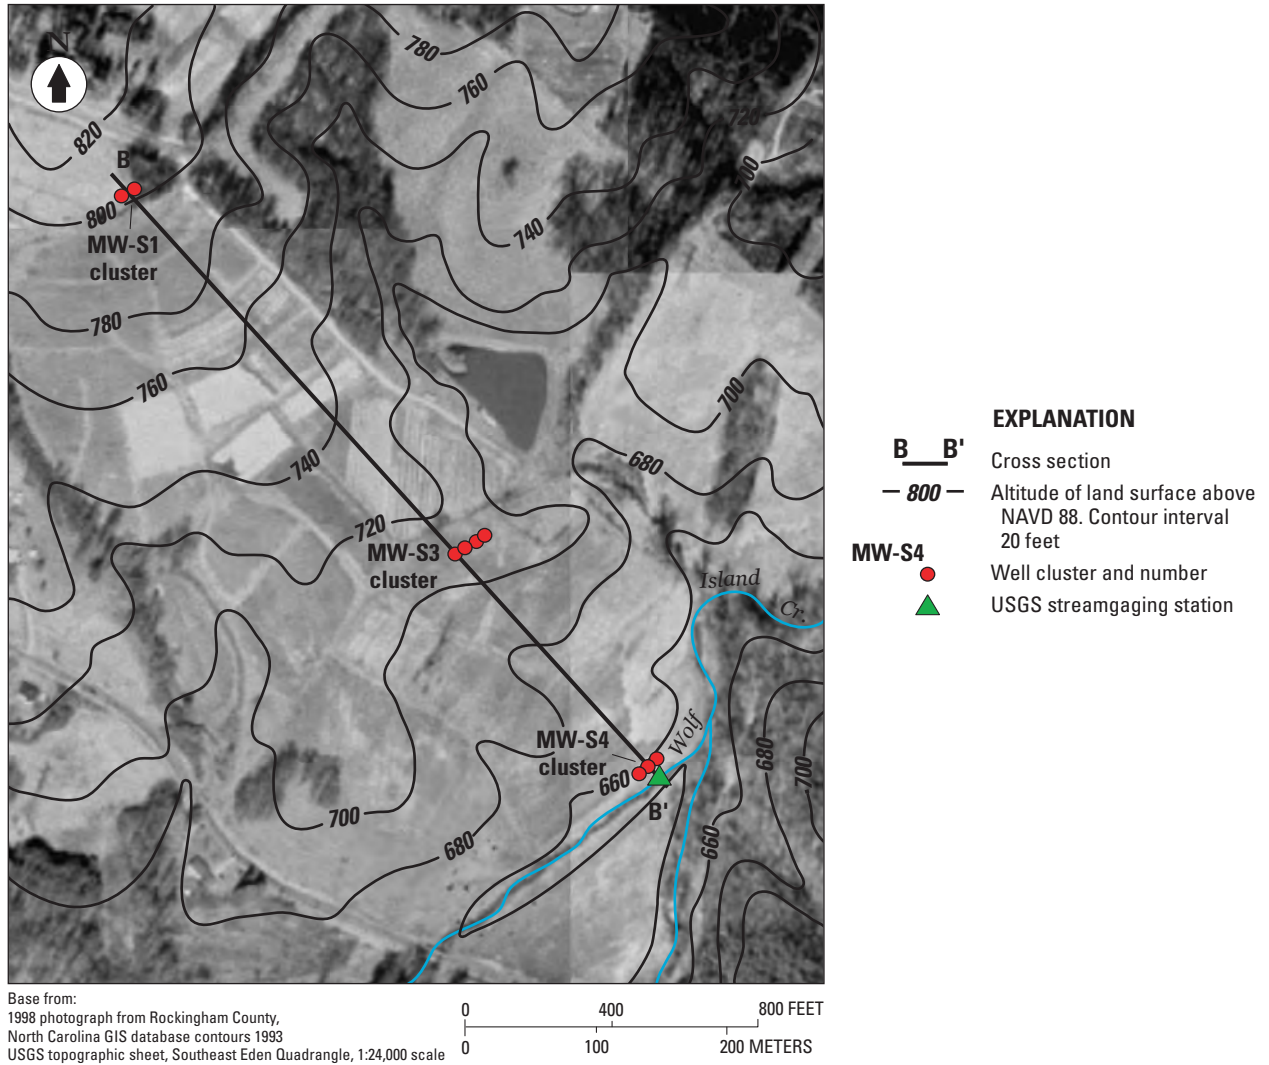 N
780
760
820
720
B
700
800
MW-S1
cluster
740
780
760
700
740
680
720
MW-S3
cluster
Island
Cr.
Wolf
MW-S4
cluster
660
680
700
B'
700
680
660
EXPLANATION
B B'
Cross section
800 Altitude of land surface above
NAVD 88. Contour interval
20 feet
MW-S4
Well cluster and number
USGS streamgaging station
Base from:
1998 photograph from Rockingham County,
North Carolina GIS database contours 1993
USGS topographic sheet, Southeast Eden Quadrangle, 1:24,000 scale
0 400 800 FEET
0 100 200 METERS